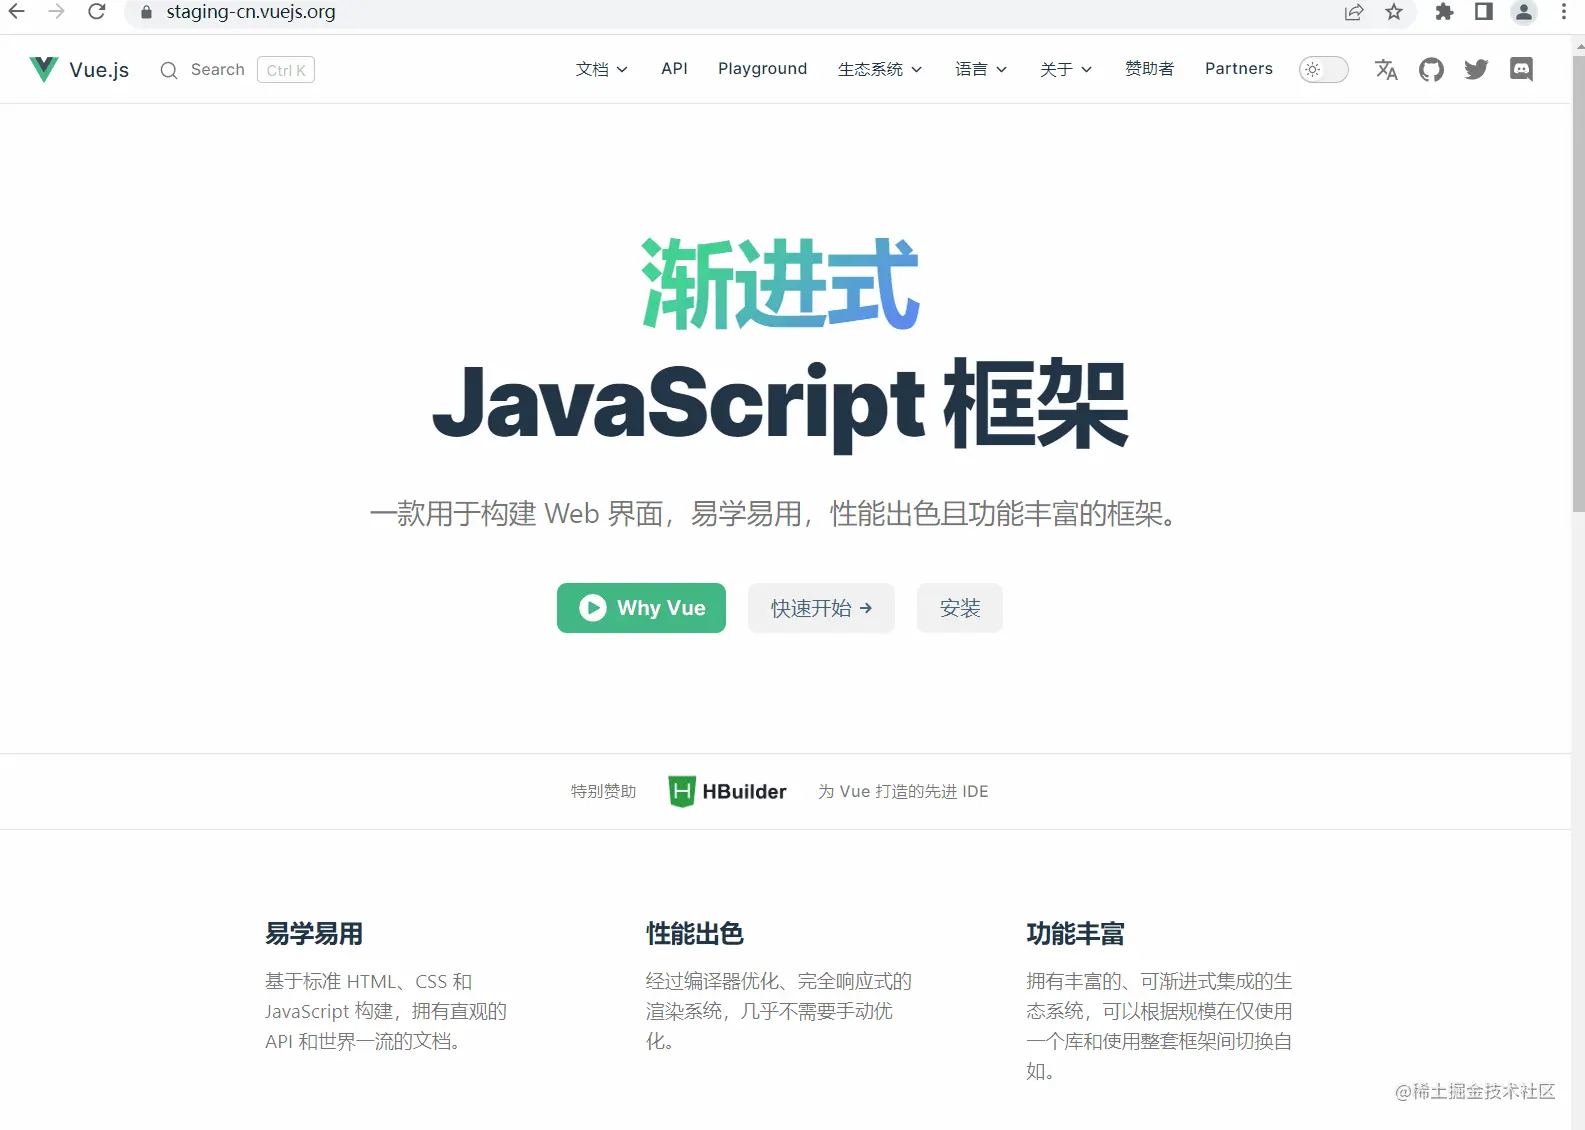 staging-cn.vuejs.org
Vue.js Search Ctrl K 文档 API Playground 生态系统 语言 关于 赞助者 Partners
渐进式
JavaScript 框架
一款用于构建 Web 界面，易学易用，性能出色且功能丰富的框架。
Why Vue 快速开始 → 安装
特别赞助 HBuilder 为 Vue 打造的先进 IDE
易学易用
基于标准 HTML、CSS 和
JavaScript 构建，拥有直观的
API 和世界一流的文档。
性能出色
经过编译器优化、完全响应式的
渲染系统，几乎不需要手动优
化。
功能丰富
拥有丰富的、可渐进式集成的生
态系统，可以根据规模在仅使用
一个库和使用整套框架间切换自
如。
@稀土掘金技术社区